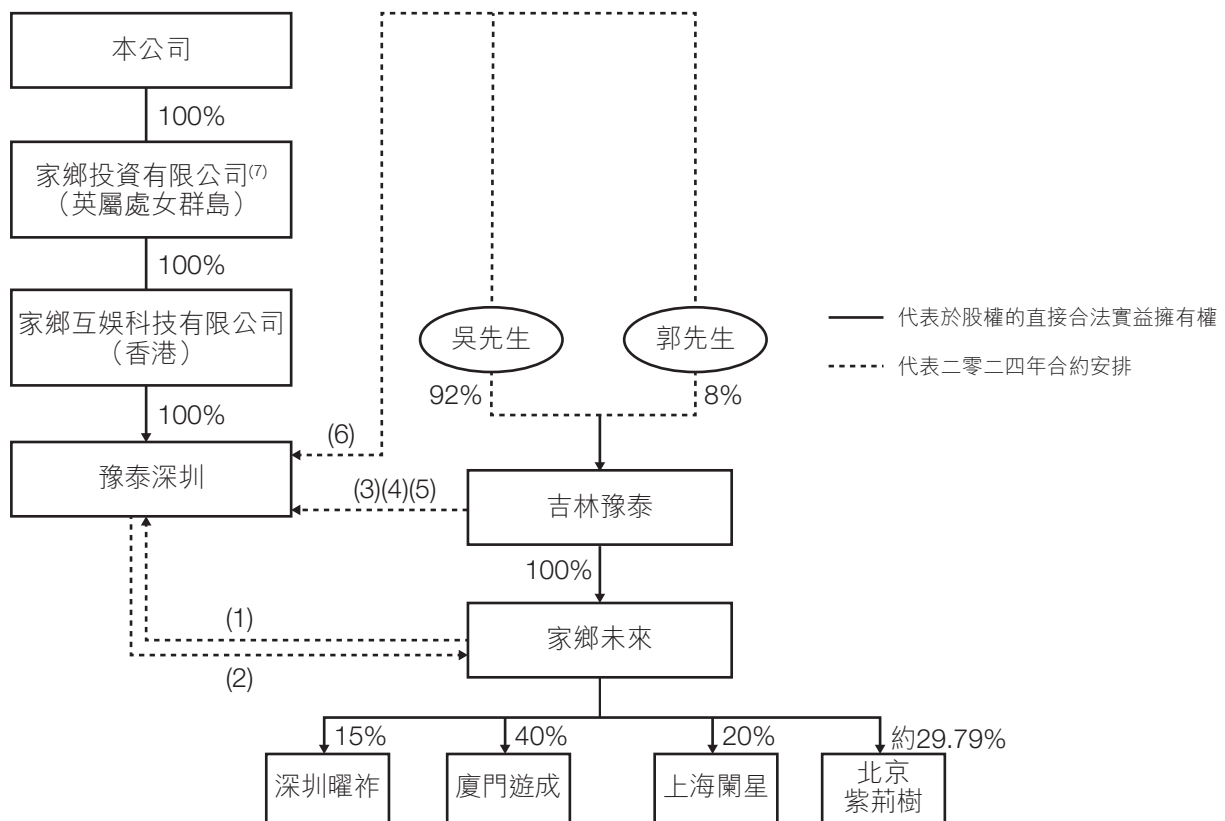 本公司
100%
家鄉投資有限公司(7)
（英屬處女群島）
100%
家鄉互娛科技有限公司
（香港）
100%
豫泰深圳
吳先生
郭先生
92%
8%
代表於股權的直接合法實益擁有權
代表二零二四年合約安排
(6)
(3)(4)(5)
吉林豫泰
100%
(1)
(2)
家鄉未來
15%
40%
20%
約29.79%
深圳曜祚
廈門遊成
上海闌星
北京
紫荊樹